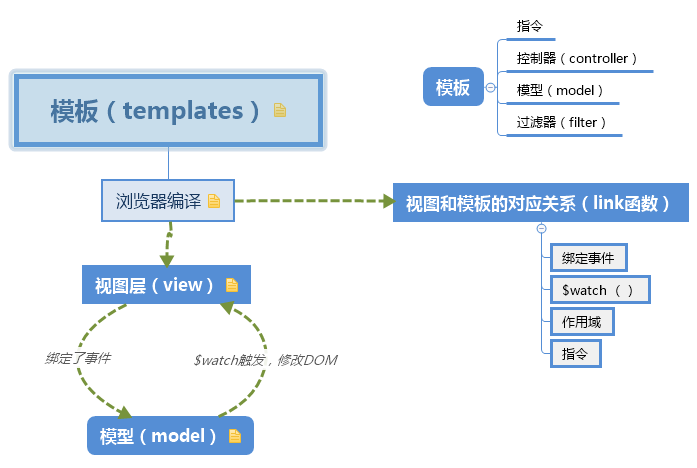 模板（templates）
浏览器编译
视图层（view）
绑定了事件
$watch触发，修改DOM
模型（model）
模板
指令
控制器（controller）
模型（model）
过滤器（filter）
视图和模板的对应关系（link函数）
绑定事件
$watch （ ）
作用域
指令